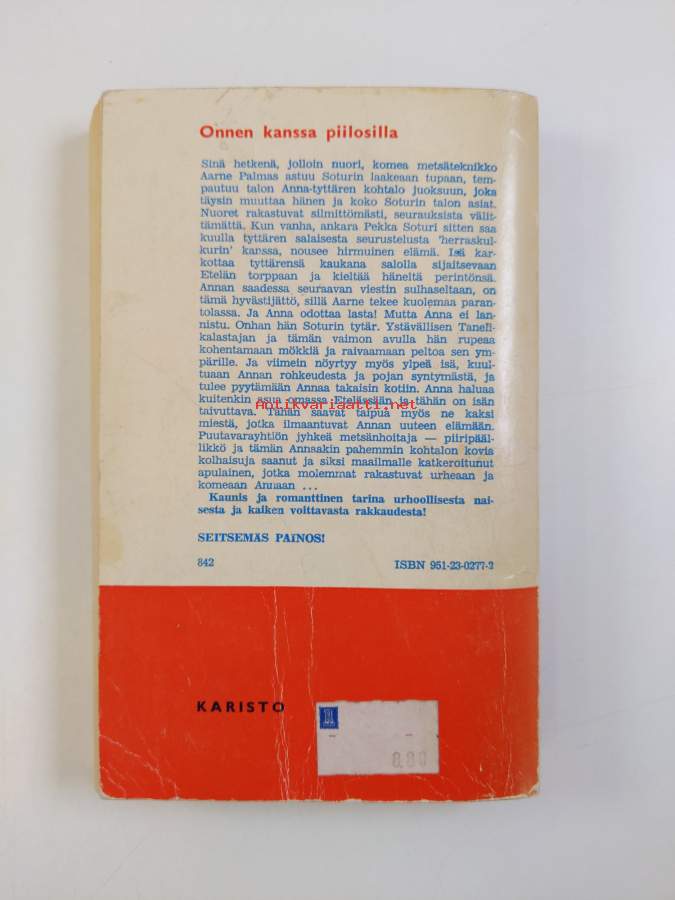 Onnen kanssa piilosilla
Sinä hetkenä, jolloin nuori, komea metsäteknikko
Aarne Palmas astuu Soturin laakeaan tupaan, tem-
pautuu talon Anna-tyttären kohtalo juoksuun, joka
täysin muuttaa hänen ja koko Soturin talon asiat.
Nuoret rakastuvat silmittömästi, seurauksista välit-
tämättä. Kun vanha, ankara Pekka Soturi sitten saa
kuulla tyttären salaisesta seurustelusta 'herraskul-
kurin' kanssa, nousee hirmuinen elämä. Isä kar-
kottaa tyttärensä kaukana salolla sijaitsevaan
Etelän torppaan ja kieltää häneltä perintönsä.
Annan saadessa seuraavan viestin sulhaseltaan, on
tämä hyvästijättö, sillä Aarne tekee kuolemaa paran-
tolassa. Ja Anna odottaa lasta! Mutta Anna ei lan-
nistu. Onhan hän Soturin tytär. Ystävällisen Taneli-
kalastajan ja tämän vaimon avulla hän rupeaa
kohentamaan mökkiä ja raivaamaan peltoa sen ym-
pärille. Ja viimein nöyrtyy myös ylpeä isä, kuul-
tuaan Annan rohkeudesta ja pojan syntymästä, ja
tulee pyytämään Annaa takaisin kotiin. Anna haluaa
kuitenkin asua omassa Etelässään ja tähän on isän
taivuttava. Tähän saavat taipua myös ne kaksi
miestä, jotka ilmaantuvat Annan uuteen elämään.
Puutavarayhtiön jyhkeä metsänhoitaja — piiripääl-
likkö ja tämän Annaakin pahemmin kohtalon kovia
kolhaisuja saanut ja siksi maailmalle katkeroitunut
apulainen, jotka molemmat rakastuvat urheaan ja
komeaan Annaan ...
Kaunis ja romanttinen tarina urhoollisesta nai-
sesta ja kaiken voittavasta rakkaudesta!
SEITSEMÄS PAINOS!
842 ISBN 951-23-0277-2
Antikvariaatti.net
KARISTO
8.80